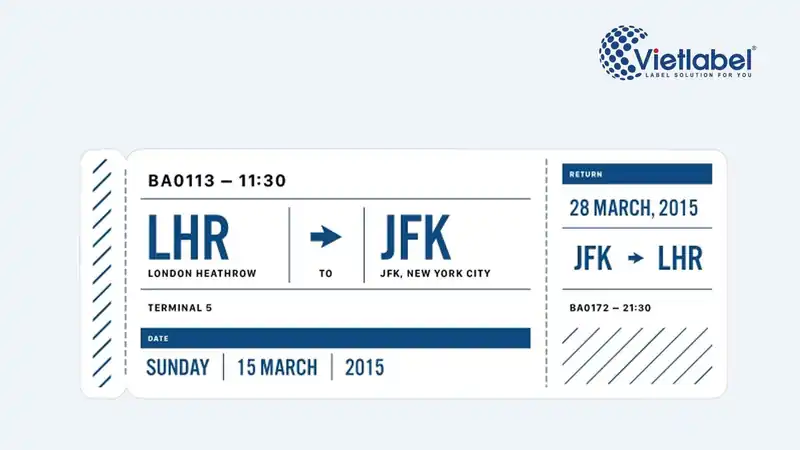 Vietlabel®
LABEL SOLUTION FOR YOU
BA0113 – 11:30
LHR
LONDON HEATHROW
TO
JFK
JFK, NEW YORK CITY
TERMINAL 5
DATE
SUNDAY | 15 MARCH | 2015
RETURN
28 MARCH, 2015
JFK LHR
BA0172 – 21:30